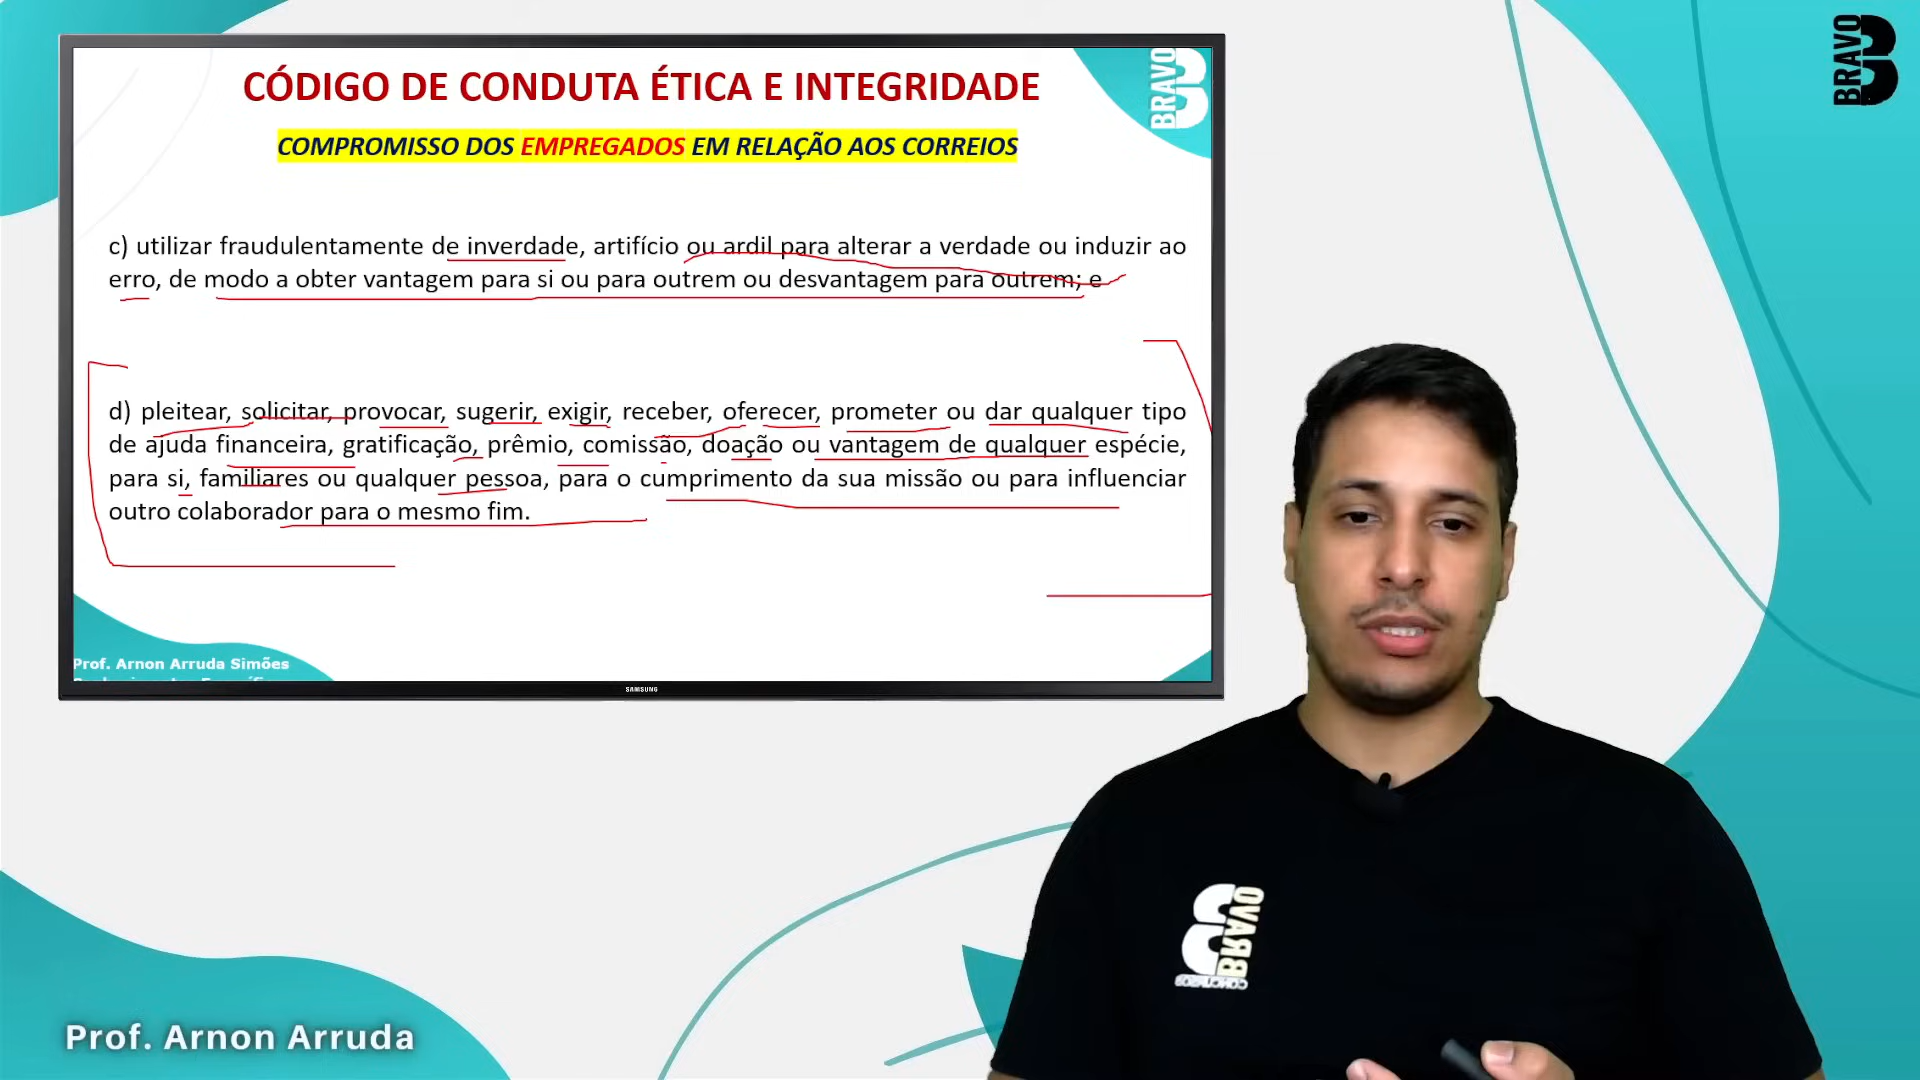 BRAVO
BRAVO
CÓDIGO DE CONDUTA ÉTICA E INTEGRIDADE
COMPROMISSO DOS EMPREGADOS EM RELAÇÃO AOS CORREIOS
c) utilizar fraudulentamente de inverdade, artifício ou ardil para alterar a verdade ou induzir ao
erro, de modo a obter vantagem para si ou para outrem ou desvantagem para outrem; e
d) pleitear, solicitar, provocar, sugerir, exigir, receber, oferecer, prometer ou dar qualquer tipo
de ajuda financeira, gratificação, prêmio, comissão, doação ou vantagem de qualquer espécie,
para si, familiares ou qualquer pessoa, para o cumprimento da sua missão ou para influenciar
outro colaborador para o mesmo fim.
Prof. Arnon Arruda Simões
SAMSUNG
BRAVO
CONCURSOS
Prof. Arnon Arruda